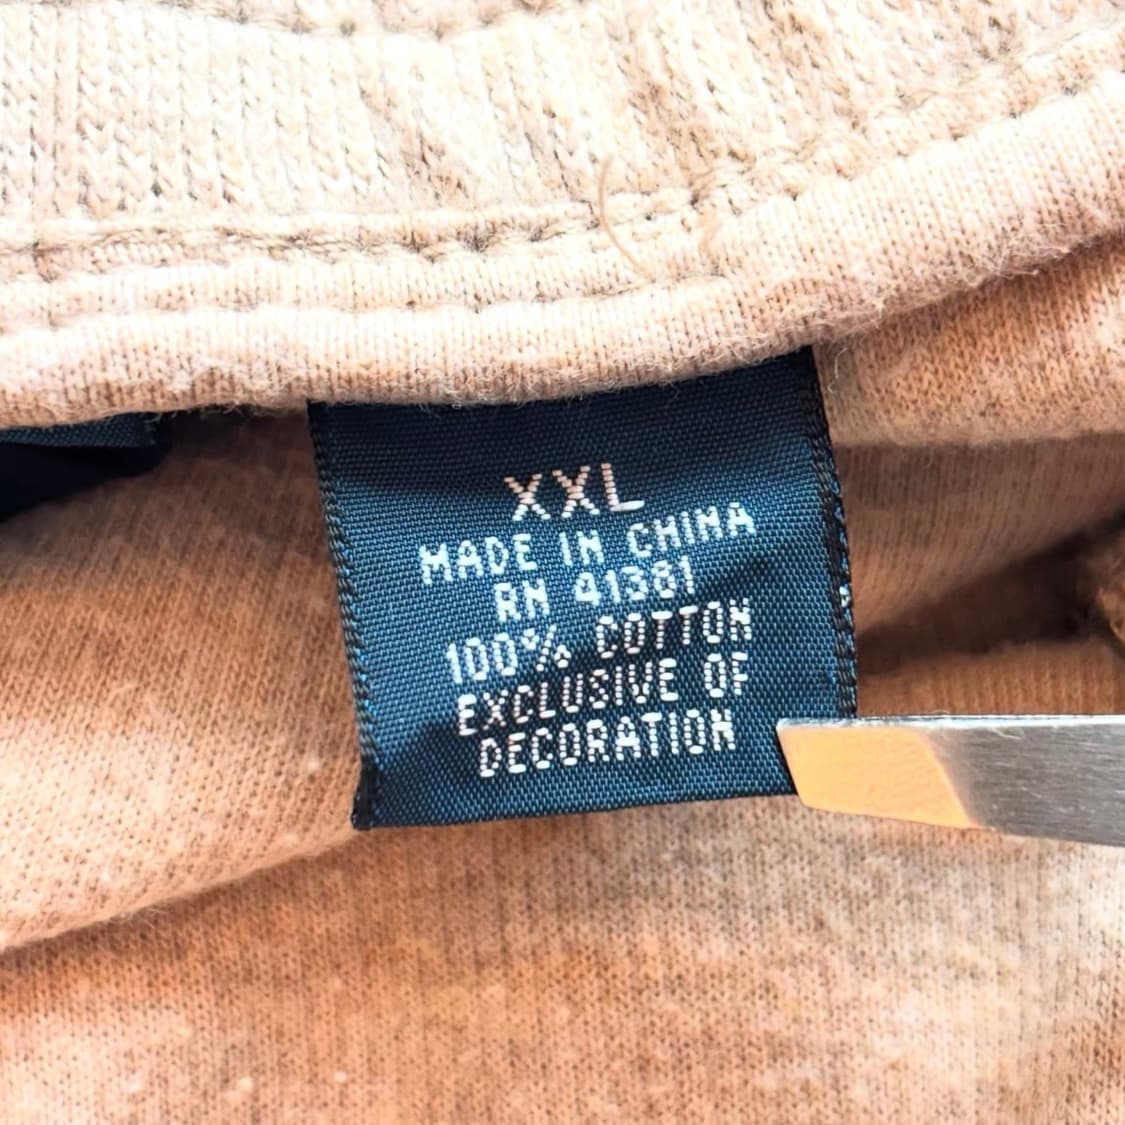 XXL
MADE IN CHINA
RN 41381
100% COTTON
EXCLUSIVE OF
DECORATION